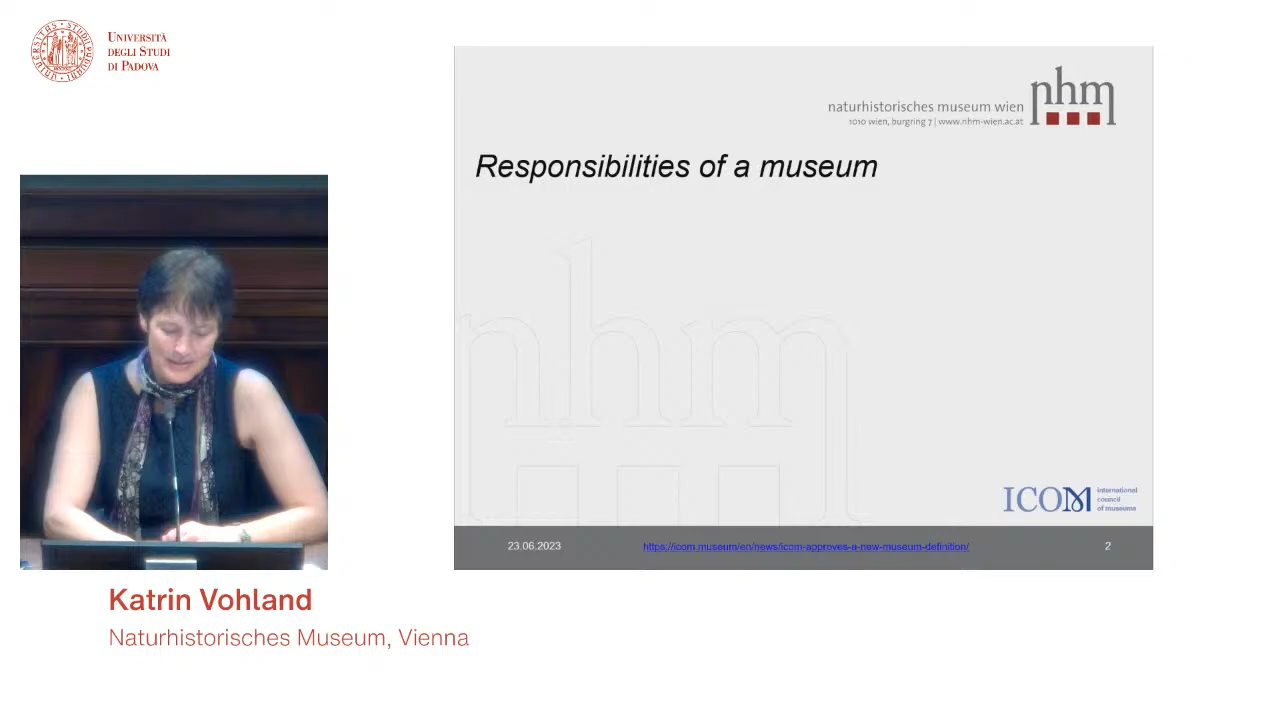 UNIVERSITÀ
DEGLI STUDI
DI PADOVA
naturhistorisches museum wien
1010 wien, burgring 7 | www.nhm-wien.ac.at
nhm
Responsibilities of a museum
nhm
ICOM
international
council
of museums
23.06.2023
https://icom.museum/en/news/icom-approves-a-new-museum-definition/
2
Katrin Vohland
Naturhistorisches Museum, Vienna